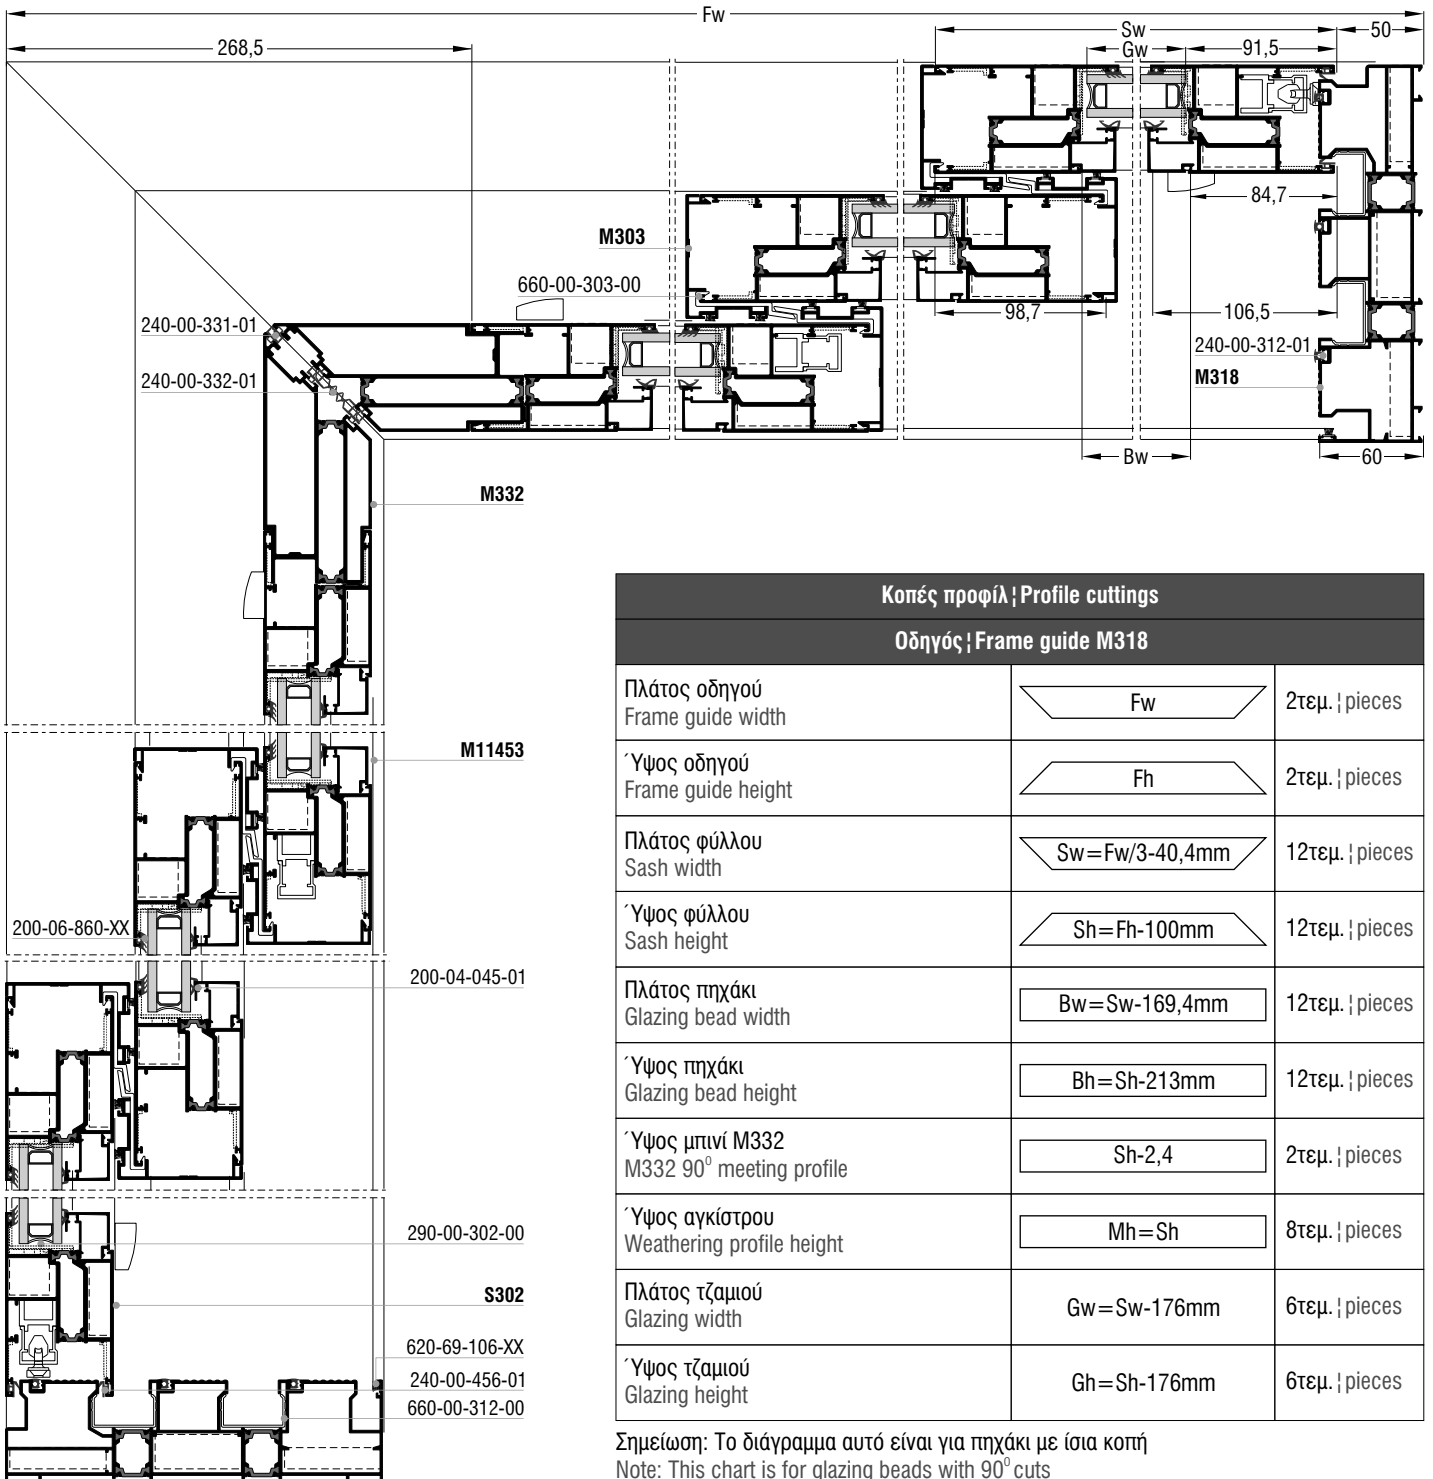 Fw
268,5
Sw
50
Gw
91,5
84,7
M303
660-00-303-00
98,7
106,5
240-00-331-01
240-00-312-01
240-00-332-01
M318
Bw
60
M332
M11453
200-06-860-XX
200-04-045-01
290-00-302-00
S302
620-69-106-XX
240-00-456-01
660-00-312-00
Κοπές προφίλ ¦ Profile cuttings
Οδηγός ¦ Frame guide M318
Πλάτος οδηγού
Frame guide width
Fw
2τεμ. ¦ pieces
Ύψος οδηγού
Frame guide height
Fh
2τεμ. ¦ pieces
Πλάτος φύλλου
Sash width
Sw=Fw/3-40,4mm
12τεμ. ¦ pieces
Ύψος φύλλου
Sash height
Sh=Fh-100mm
12τεμ. ¦ pieces
Πλάτος πηχάκι
Glazing bead width
Bw=Sw-169,4mm
12τεμ. ¦ pieces
Ύψος πηχάκι
Glazing bead height
Bh=Sh-213mm
12τεμ. ¦ pieces
Ύψος μπινί M332
M332 90⁰ meeting profile
Sh-2,4
2τεμ. ¦ pieces
Ύψος αγκίστρου
Weathering profile height
Mh=Sh
8τεμ. ¦ pieces
Πλάτος τζαμιού
Glazing width
Gw=Sw-176mm
6τεμ. ¦ pieces
Ύψος τζαμιού
Glazing height
Gh=Sh-176mm
6τεμ. ¦ pieces
Σημείωση: Το διάγραμμα αυτό είναι για πηχάκι με ίσια κοπή
Note: This chart is for glazing beads with 90⁰ cuts